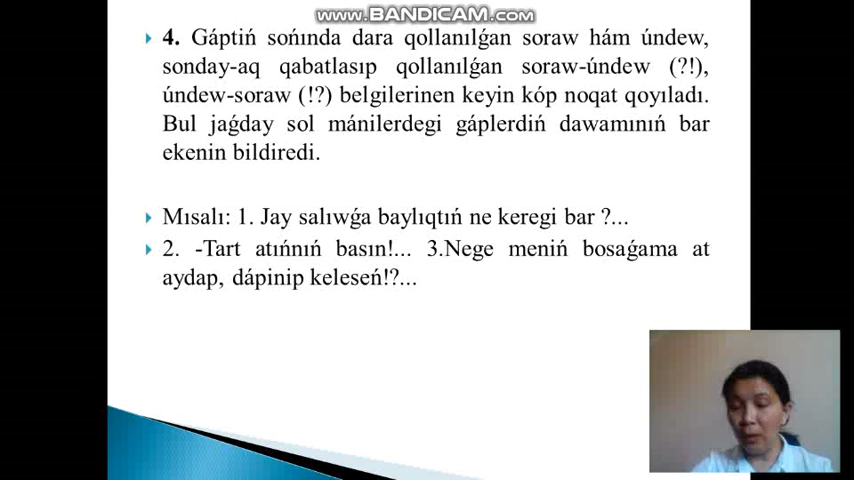 www.BANDICAM.com
4. Gáptiń sońında dara qollanılǵan soraw hám úndew,
sonday-aq qabatlasıp qollanılǵan soraw-úndew (?!),
úndew-soraw (!?) belgilerinen keyin kóp noqat qoyıladı.
Bul jaǵday sol mánilerdegi gáplerdiń dawamınıń bar
ekenin bildiredi.
Mısalı: 1. Jay salıwǵa baylıqtıń ne keregi bar ?...
2. -Tart atıńnıń basın!... 3.Nege meniń bosaǵama at
aydap, dápinip keleseń!?...